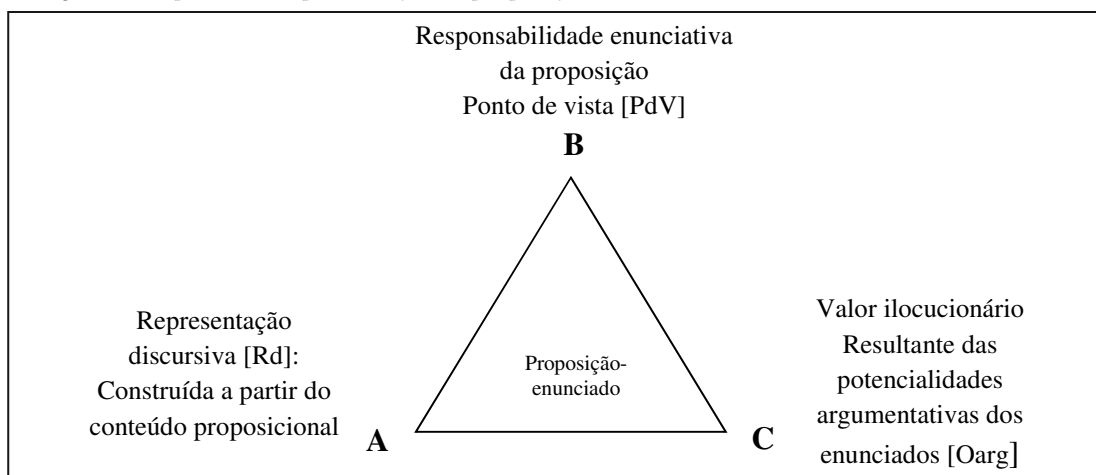 Responsabilidade enunciativa
da proposição
Ponto de vista [PdV]
B
Representação
discursiva [Rd]:
Construída a partir do
conteúdo proposicional
A
Proposição-
enunciado
C
Valor ilocucionário
Resultante das
potencialidades
argumentativas dos
enunciados [Oarg]